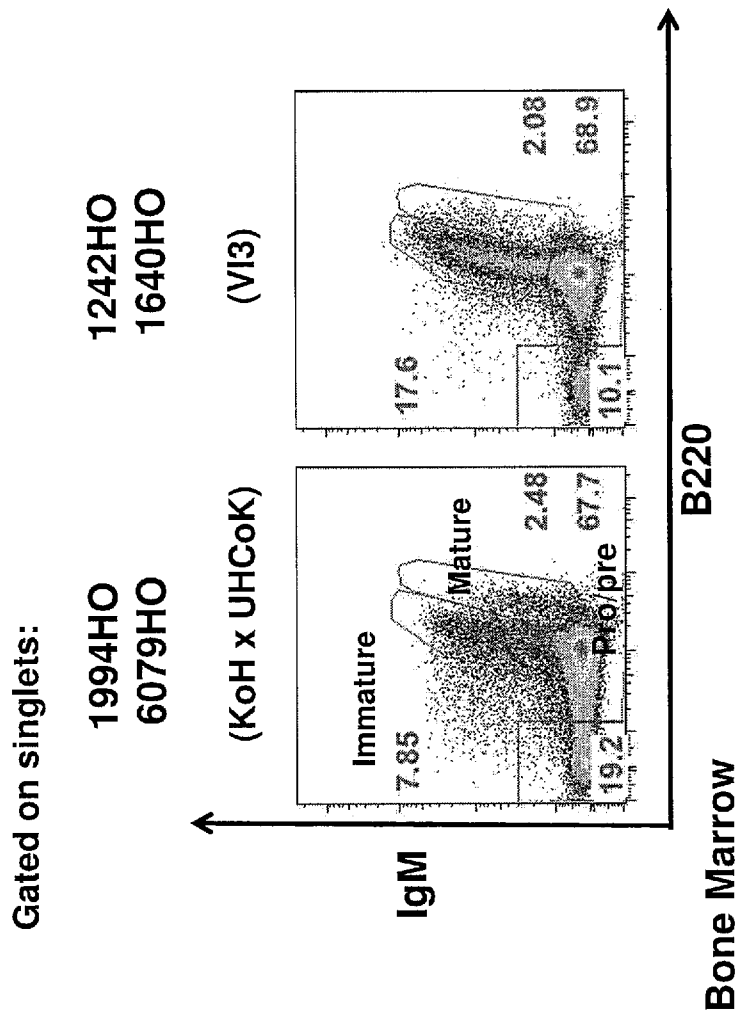 Gated on singlets:
1994HO
6079HO
1242HO
1640HO
(KoH x UHCoK)
(VI3)
Immature
7.85
Mature
2.48
Pro/pre
67.7
19.2
17.6
2.08
68.9
10.1
IgM
B220
Bone Marrow